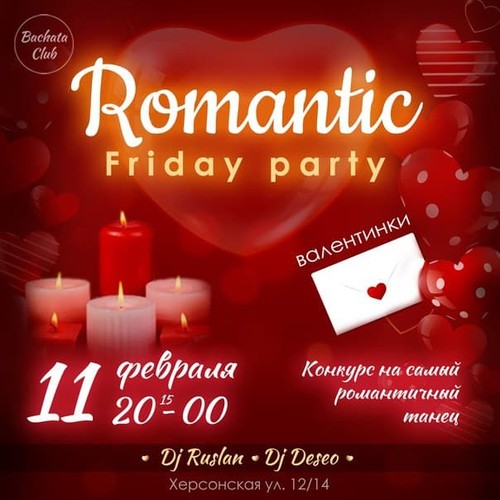 Bachata
Club
Romantic
Friday party
валентинки
11 февраля
20 15-00
Конкурс на самый
романтичный
танец
• Dj Ruslan • Dj Deseo •
Херсонская ул. 12/14